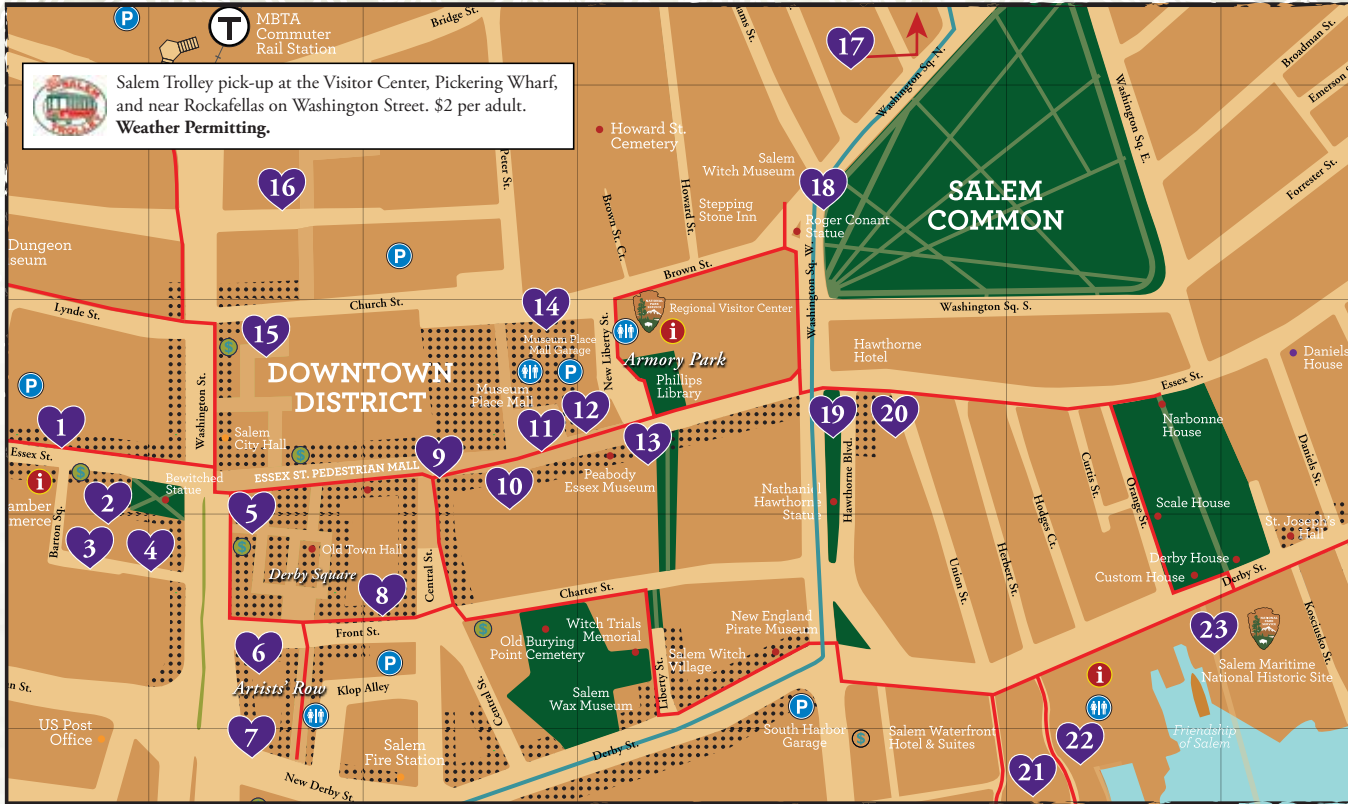 MBTA
Commuter
Rail Station
T
P
Bridge St.
17
Washington Sq. N.
Washington Sq. E.
Broadman St.
Emerson
Forrester St.
SALEM
TROLLEY
Salem Trolley pick-up at the Visitor Center, Pickering Wharf,
and near Rockafellas on Washington Street. $2 per adult.
Weather Permitting.
Howard St.
Cemetery
Salem
Witch Museum
18
SALEM
COMMON
16
Peter St.
Brown St. Ct.
Howard St.
Stepping
Stone Inn
Roger Conant
Statue
Dungeon
seum
P
Brown St.
Washington Sq. W.
Lynde St.
Church St.
14
Regional Visitor Center
Washington Sq. S.
15
$
Museum Place
Mall Garage
New Liberty St.
i
Armory Park
Hawthorne
Hotel
Daniels
House
DOWNTOWN
DISTRICT
P
P
Museum
Place Mall
Phillips
Library
Essex St.
Washington St.
1
12
11
13
19
20
Narbonne
House
Salem
City Hall
$
9
Essex St.
ESSEX ST. PEDESTRIAN MALL
Peabody
Essex Museum
Hawthorne Blvd.
Curtis St.
Daniels St.
i
$
Bewitched
Statue
10
Nathaniel
Hawthorne
Statue
Orange St.
Scale House
amber
merce
2
5
Hodges Ct.
St. Joseph's
Hall
Barton Sq.
3
4
$
Old Town Hall
Derby Square
Central St.
Union St.
Herbert St.
Derby House
Custom House
Derby St.
8
Charter St.
Front St.
$
Old Burying
Point Cemetery
Witch Trials
Memorial
New England
Pirate Museum
23
Kosciusko St.
6
Artists' Row
P
Salem Witch
Village
Salem Maritime
National Historic Site
n St.
Klop Alley
Central St.
Salem
Wax Museum
Liberty St.
i
US Post
Office
7
Salem
Fire Station
Derby St.
P
South Harbor
Garage
$
Salem Waterfront
Hotel & Suites
22
Friendship
of Salem
New Derby St.
21